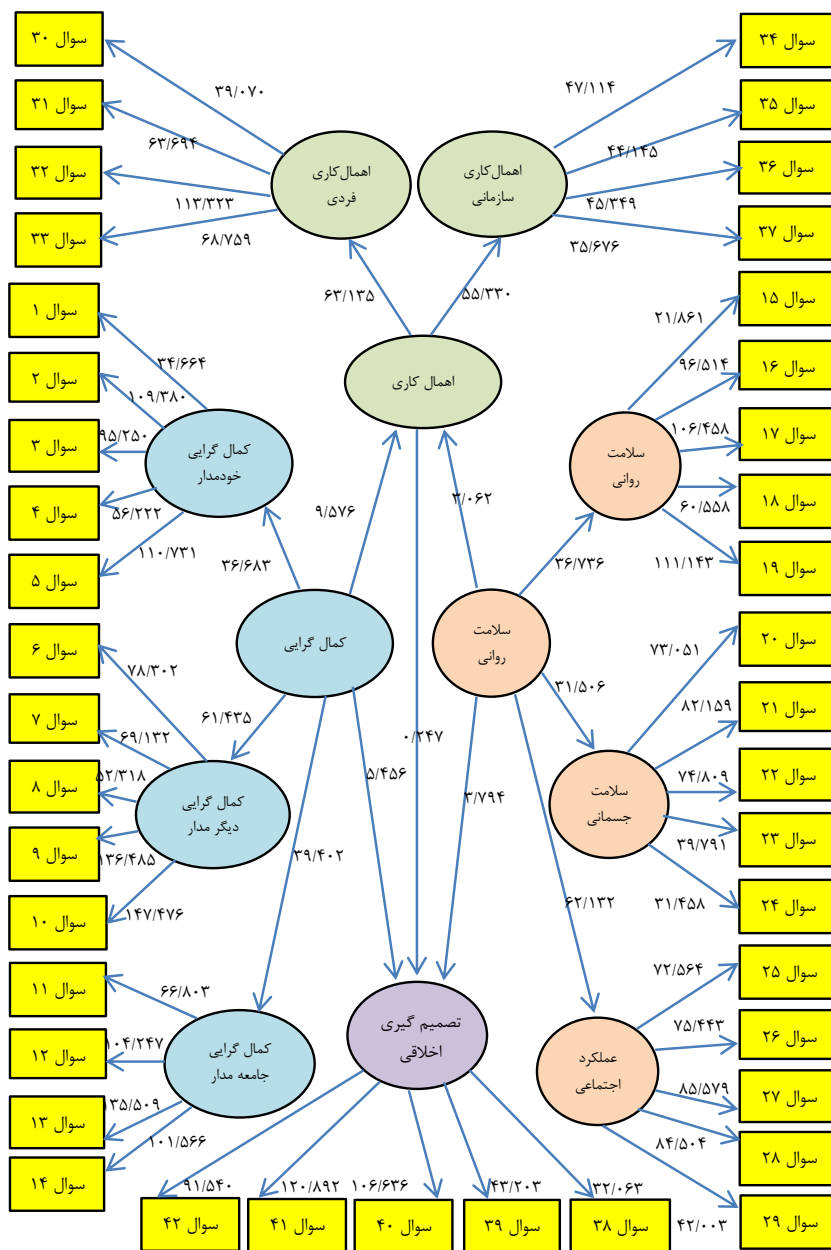 سوال ۳۰
سوال ۳۱
سوال ۳۲
سوال ۳۳
۳۹/۰۷۰
۶۳/۶۹۴
۱۱۳/۳۲۳
۶۸/۷۵۹
اهمال‌کاری
فردی
اهمال‌کاری
سازمانی
۴۷/۱۱۴
۴۴/۱۴۵
۴۵/۳۴۹
۳۵/۶۷۶
سوال ۳۴
سوال ۳۵
سوال ۳۶
سوال ۳۷
۶۳/۱۳۵
۵۵/۳۳۰
اهمال کاری
سوال ۱
سوال ۲
سوال ۳
سوال ۴
سوال ۵
۳۴/۶۶۴
۱۰۹/۳۸۰
۹۵/۲۵۰
۵۶/۲۲۲
۱۱۰/۷۳۱
کمال گرایی
خودمدار
۳۶/۶۸۳
۹/۵۷۶
۲/۰۶۲
۳۶/۷۳۶
سلامت
روانی
۲۱/۸۶۱
۹۶/۵۱۴
۱۰۶/۴۵۸
۶۰/۵۵۸
۱۱۱/۱۴۳
سوال ۱۵
سوال ۱۶
سوال ۱۷
سوال ۱۸
سوال ۱۹
کمال گرایی
سلامت
روانی
سوال ۶
سوال ۷
سوال ۸
سوال ۹
سوال ۱۰
۷۸/۳۰۲
۶۹/۱۳۲
۵۲/۳۱۸
۱۳۶/۴۸۵
۱۴۷/۴۷۶
کمال گرایی
دیگر مدار
۶۱/۴۳۵
۳۹/۴۰۲
۵/۴۵۶
۰/۲۴۷
۳/۷۹۴
۳۱/۵۰۶
۶۲/۱۳۲
سلامت
جسمانی
۷۳/۰۵۱
۸۲/۱۵۹
۷۴/۸۰۹
۳۹/۷۹۱
۳۱/۴۵۸
سوال ۲۰
سوال ۲۱
سوال ۲۲
سوال ۲۳
سوال ۲۴
سوال ۱۱
سوال ۱۲
سوال ۱۳
سوال ۱۴
۶۶/۸۰۳
۱۰۴/۲۴۷
۱۳۵/۵۰۹
۱۰۱/۵۶۶
کمال گرایی
جامعه مدار
تصمیم گیری
اخلاقی
عملکرد
اجتماعی
۷۲/۵۶۴
۷۵/۴۴۳
۸۵/۵۷۹
۸۴/۵۰۴
۴۲/۰۰۳
سوال ۲۵
سوال ۲۶
سوال ۲۷
سوال ۲۸
سوال ۲۹
۹۱/۵۴۰
۱۲۰/۸۹۲
۱۰۶/۶۳۶
۴۳/۲۰۳
۳۲/۰۶۳
سوال ۴۲
سوال ۴۱
سوال ۴۰
سوال ۳۹
سوال ۳۸